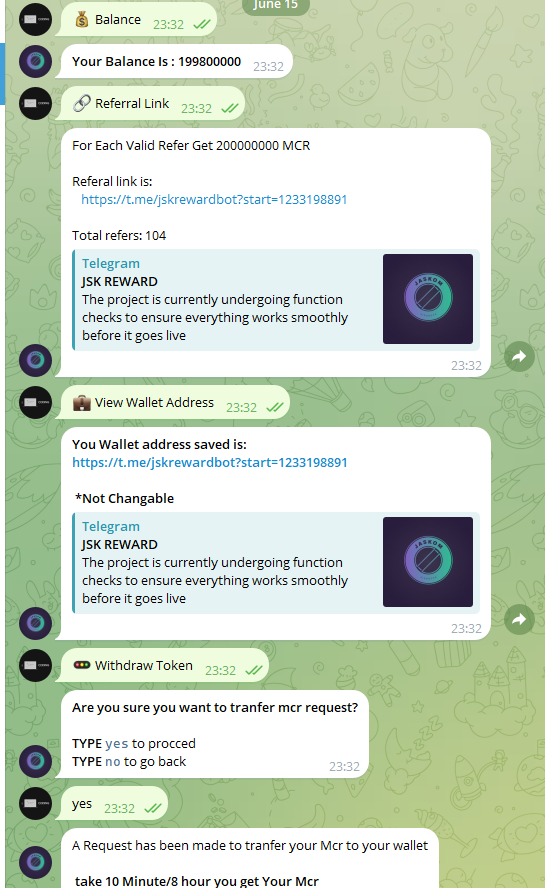 June 15
💰 Balance 23:32
Your Balance Is : 199800000 23:32
🔗 Referral Link 23:32
For Each Valid Refer Get 200000000 MCR
Referal link is:
https://t.me/jskrewardbot?start=1233198891
Total refers: 104
Telegram
JSK REWARD
The project is currently undergoing function
checks to ensure everything works smoothly
before it goes live
JASKOM
23:32
💼 View Wallet Address 23:32
You Wallet address saved is:
https://t.me/jskrewardbot?start=1233198891
*Not Changable
Telegram
JSK REWARD
The project is currently undergoing function
checks to ensure everything works smoothly
before it goes live
JASKOM
23:32
🚥 Withdraw Token 23:32
Are you sure you want to tranfer mcr request?
TYPE yes to procced
TYPE no to go back
23:32
yes 23:32
A Request has been made to tranfer your Mcr to your wallet
take 10 Minute/8 hour you get Your Mcr